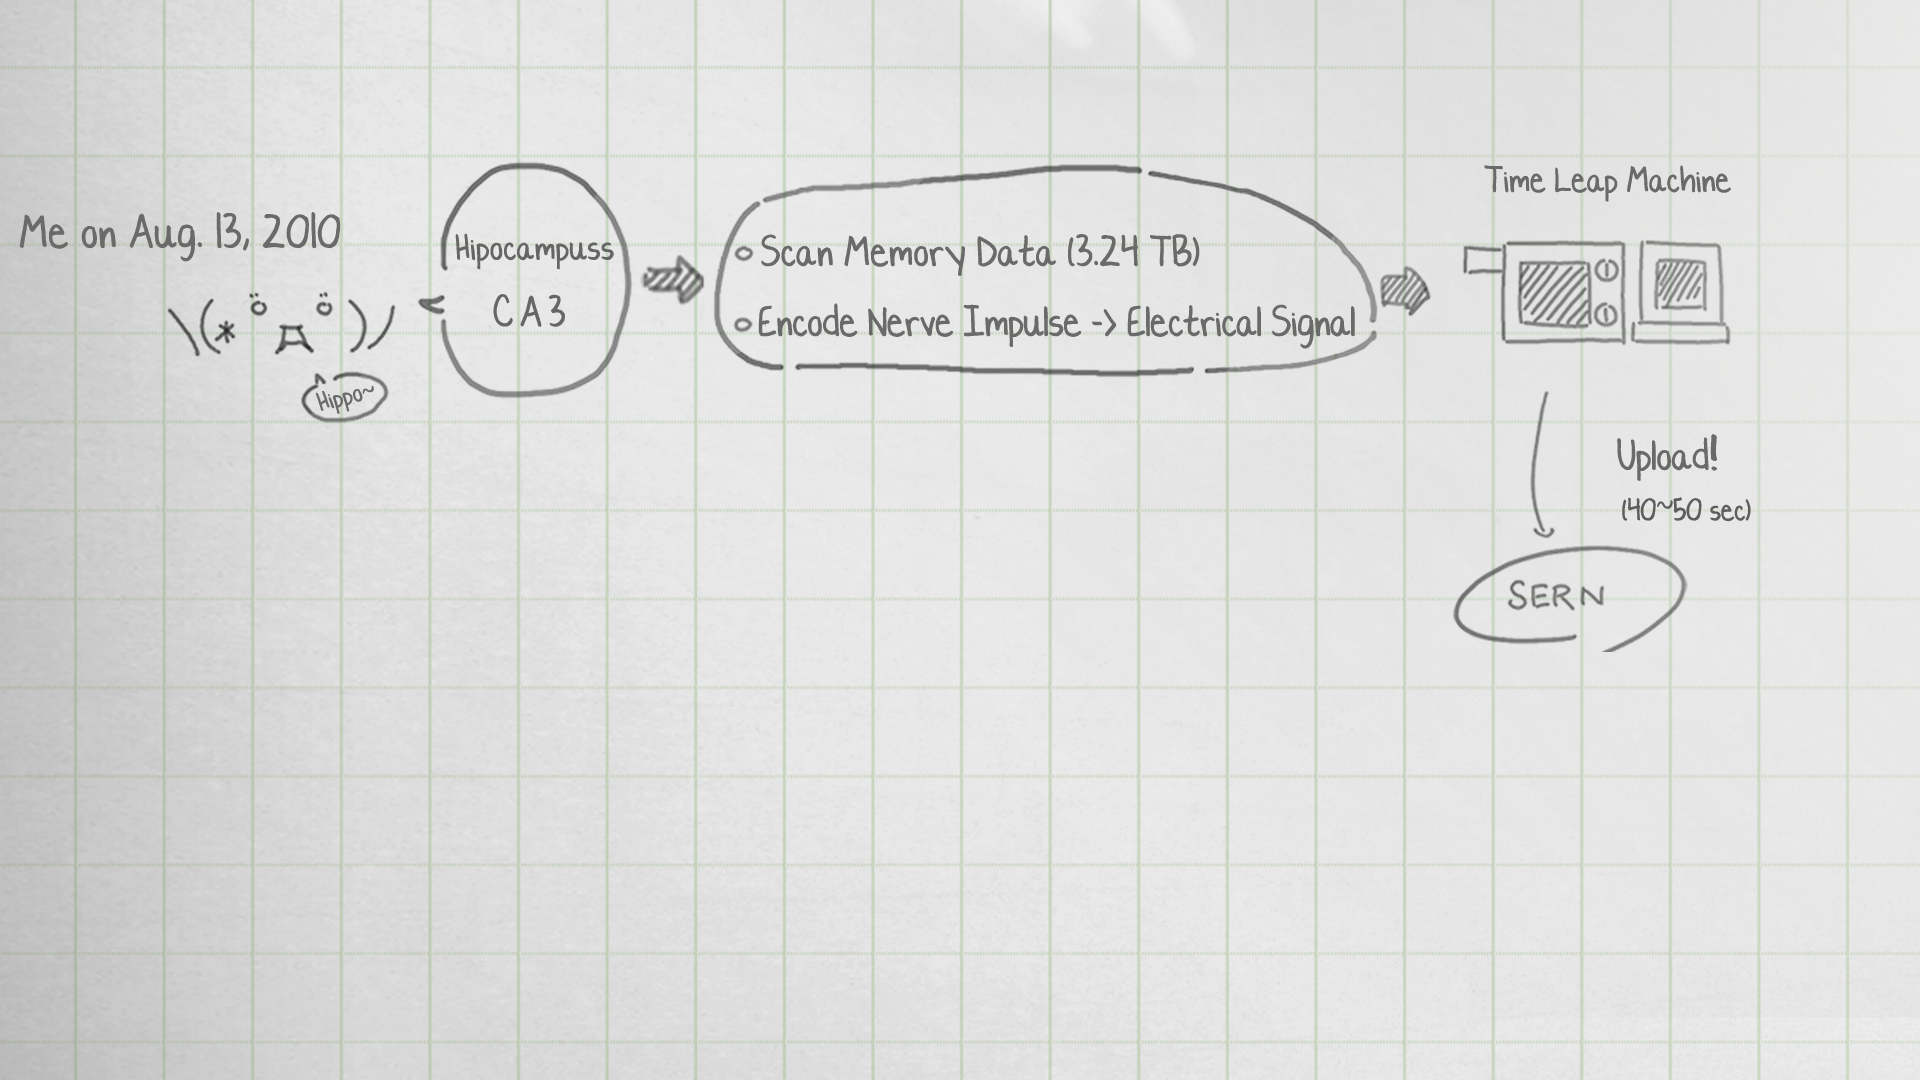 Me on Aug. 13, 2010
\(* ö ö )/
Hippo~
Hipocampuss
CA3
Scan Memory Data (3.24 TB)
Encode Nerve Impulse -> Electrical Signal
Time Leap Machine
Upload!
(40~50 sec)
SERN